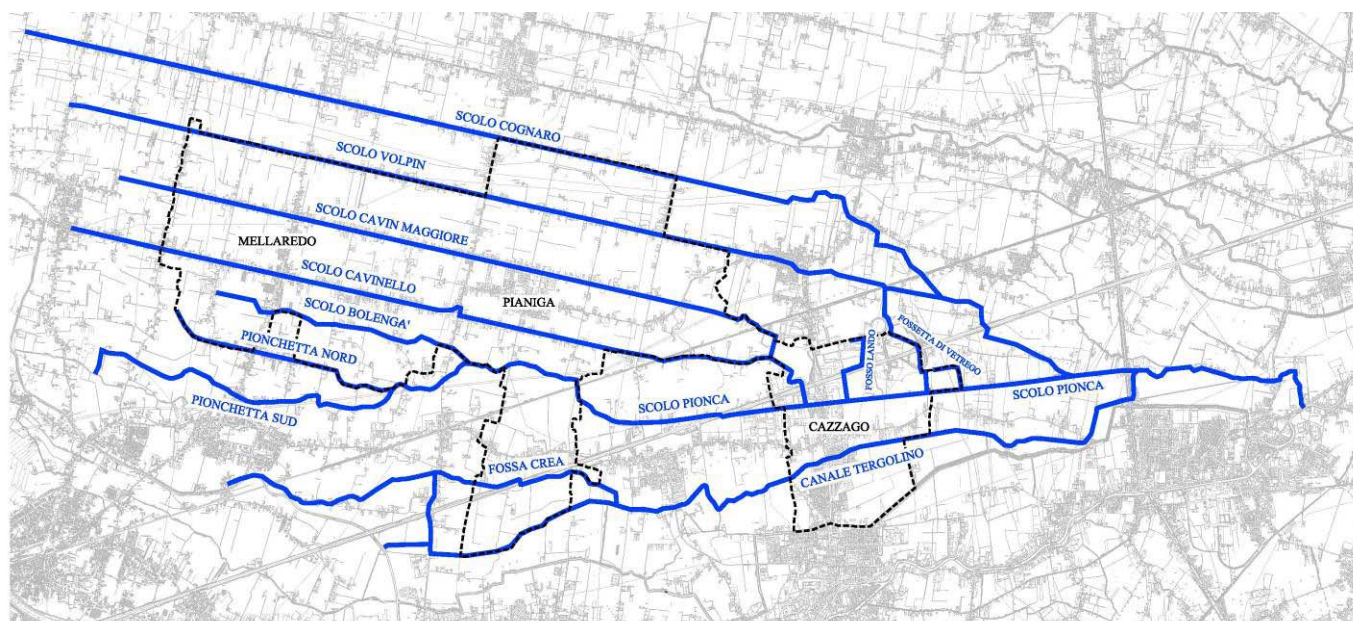 SCOLO COGNARO
SCOLO VOLPIN
SCOLO CAVIN MAGGIORE
MELLAREDO
SCOLO CAVINELLO
PIANIGA
SCOLO BOLENGA'
PIONCHETTA NORD
PIONCHETTA SUD
FOSSO LANDO
FOSSETTA DI VETREGO
SCOLO PIONCA
SCOLO PIONCA
CAZZAGO
FOSSA CREA
CANALE TERGOLINO